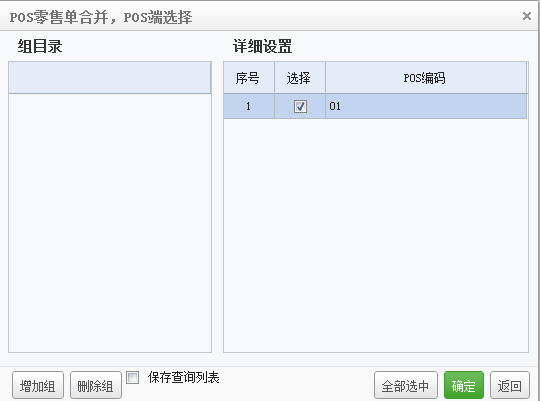 POS零售单合并，POS端选择
组目录
详细设置
序号 选择 POS编码
1 01
增加组 删除组 保存查询列表 全部选中 确定 返回